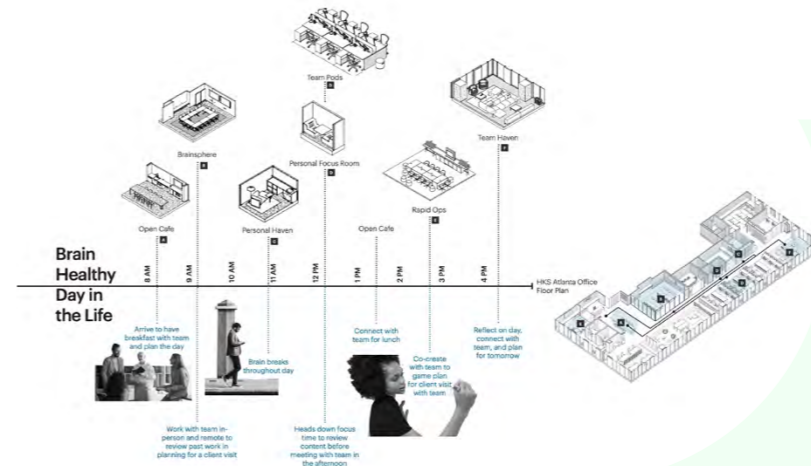 Team Pods
Team Haven
Brainsphere
Personal Focus Room
Rapid Ops
Open Cafe
Personal Haven
Open Cafe
Brain
Healthy
Day in
the Life
8 AM
9 AM
10 AM
11 AM
12 PM
1 PM
2 PM
3 PM
4 PM
HKS Atlanta Office
Floor Plan
Arrive to have
breakfast with team
and plan the day
Brain breaks
throughout day
Connect with
team for lunch
Co-create
with team to
game plan
for client visit
with team
Reflect on day,
connect with
team, and plan
for tomorrow
Work with team in-
person and remote to
review past work in
planning for a client visit
Heads down focus
time to review
content before
meeting with team in
the afternoon